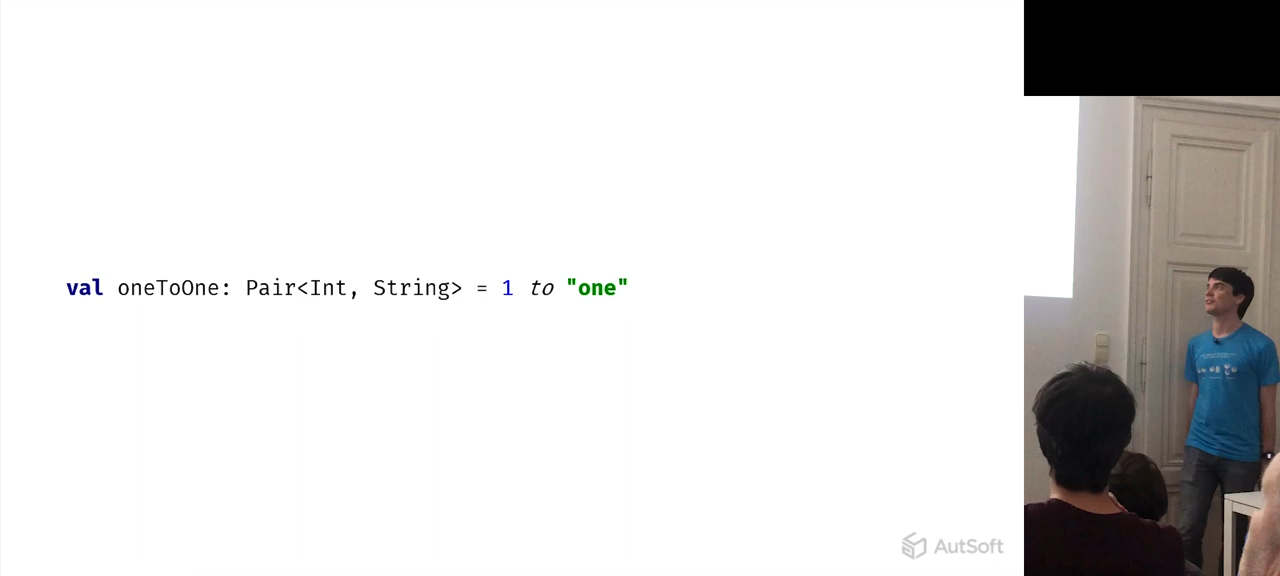 val oneToOne: Pair<Int, String> = 1 to "one"
AutSoft